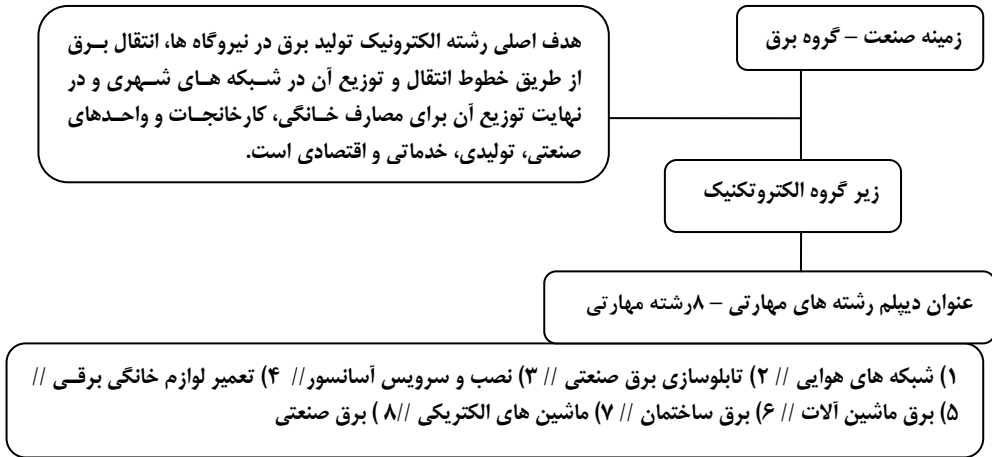 زمینه صنعت – گروه برق
هدف اصلی رشته الکترونیک تولید برق در نیروگاه ها، انتقال بـرق
از طریق خطوط انتقال و توزیع آن در شـبکه هـای شـهری و در
نهایت توزیع آن برای مصارف خـانگی، کارخانجـات و واحـدهای
صنعتی، تولیدی، خدماتی و اقتصادی است.
زیر گروه الکتروتکنیک
عنوان دیپلم رشته های مهارتی – ۸رشته مهارتی
۱) شبکه های هوایی // ۲) تابلوسازی برق صنعتی // ۳) نصب و سرویس آسانسور// ۴) تعمیر لوازم خانگی برقـی //
۵) برق ماشین آلات // ۶) برق ساختمان // ۷) ماشین های الکتریکی //۸ ) برق صنعتی